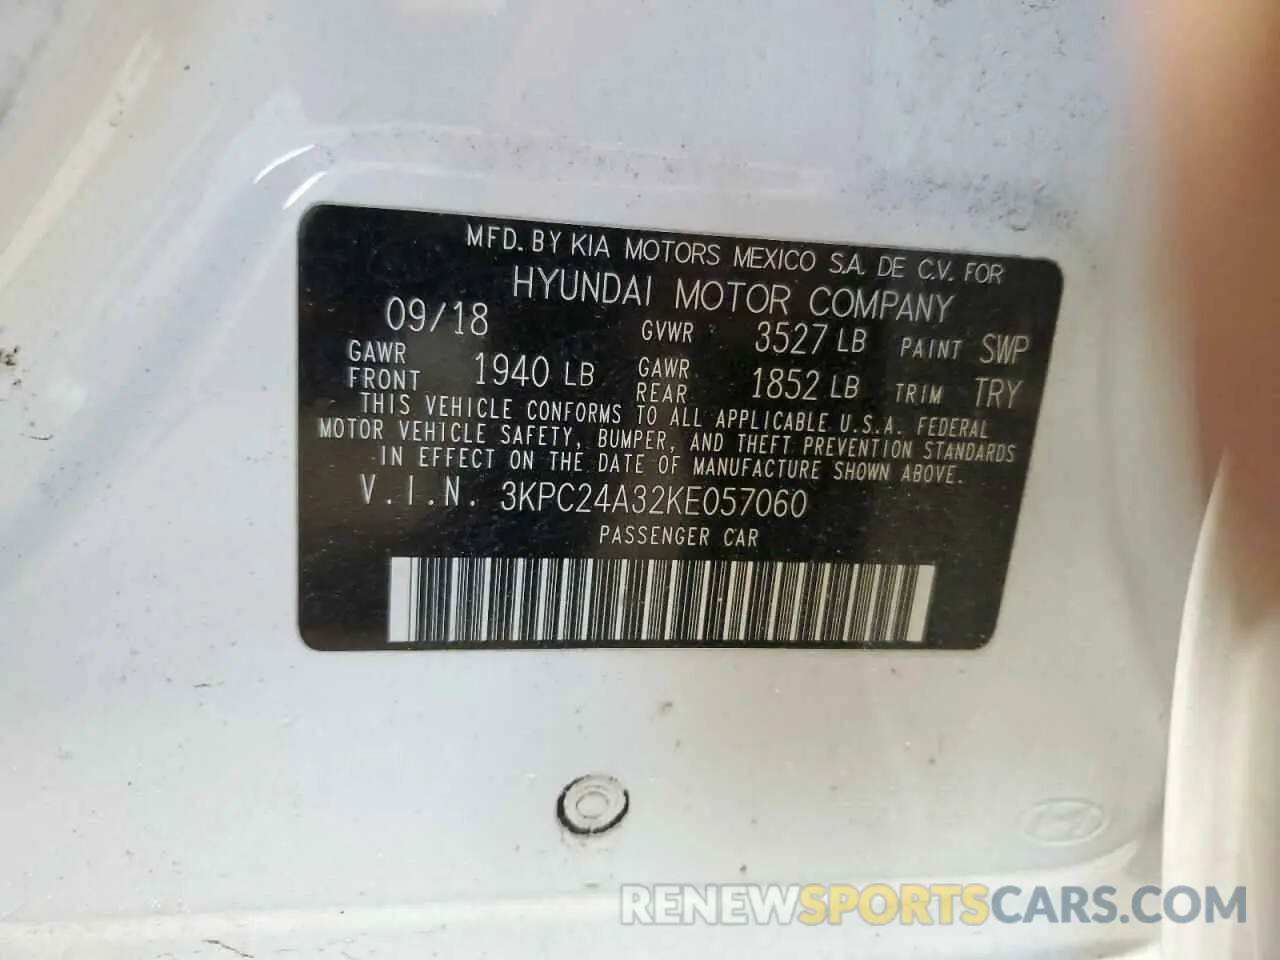 MFD. BY KIA MOTORS MEXICO S.A. DE C.V. FOR
HYUNDAI MOTOR COMPANY
09/18 GVWR 3527 LB PAINT SWP
GAWR FRONT 1940 LB GAWR REAR 1852 LB TRIM TRY
THIS VEHICLE CONFORMS TO ALL APPLICABLE U.S.A. FEDERAL
MOTOR VEHICLE SAFETY, BUMPER, AND THEFT PREVENTION STANDARDS
IN EFFECT ON THE DATE OF MANUFACTURE SHOWN ABOVE.
V.I.N. 3KPC24A32KE057060
PASSENGER CAR
RENEWSPORTSCARS.COM